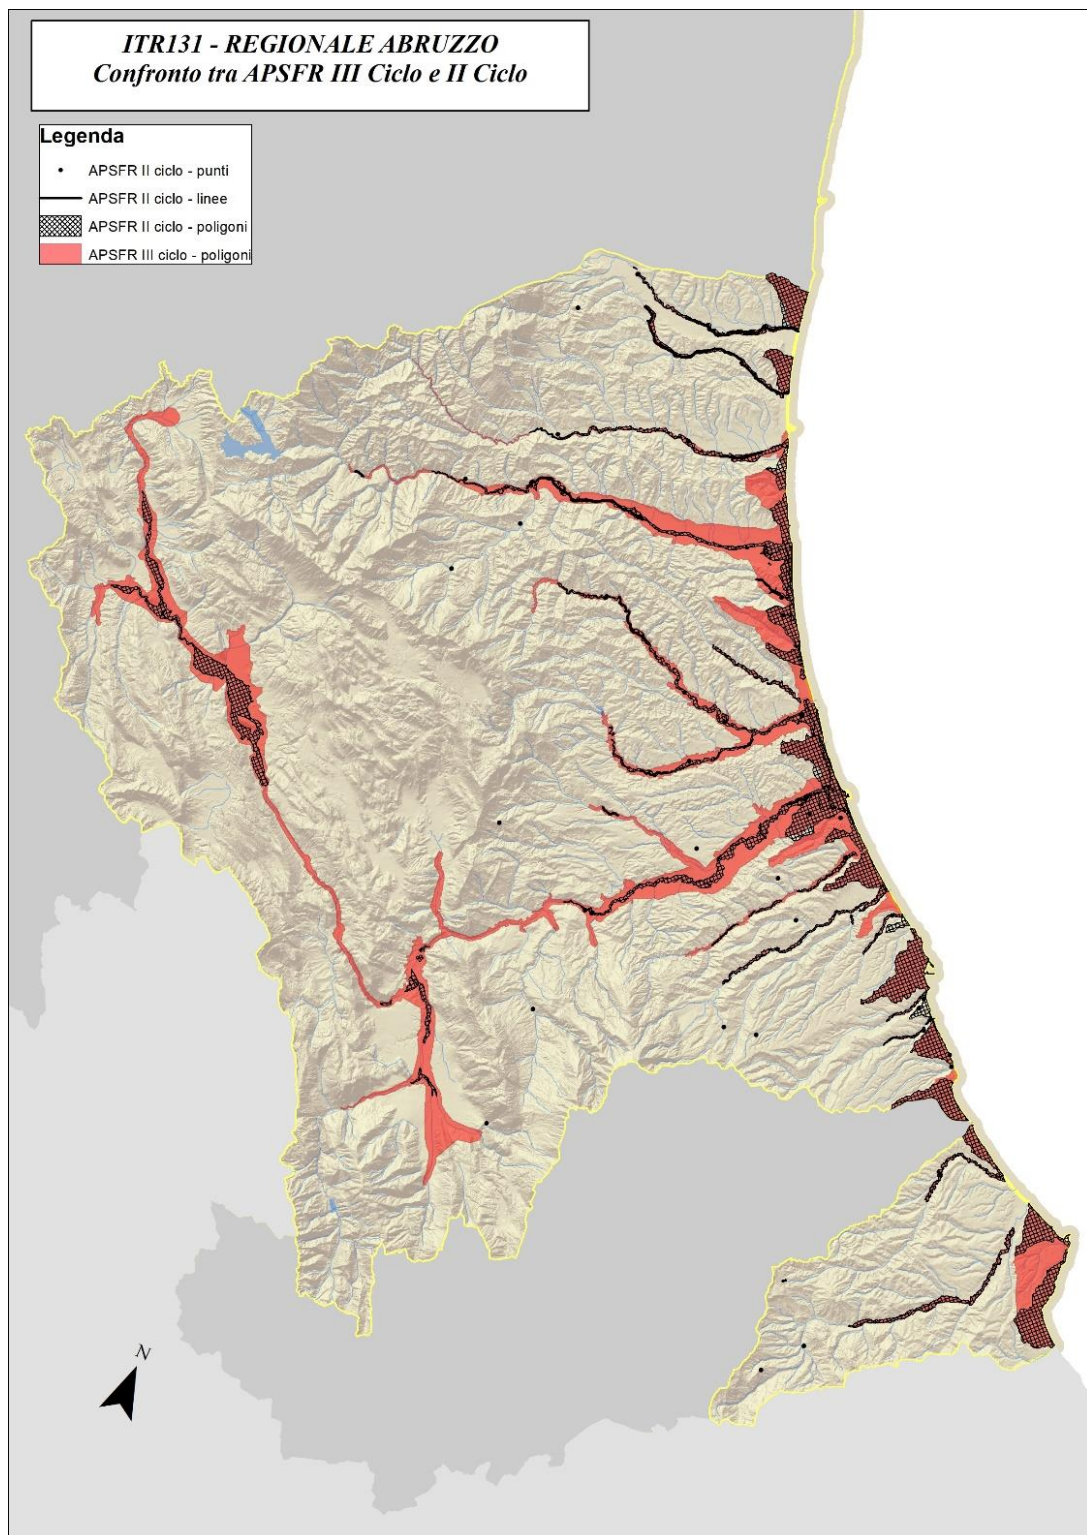 ITR131 - REGIONALE ABRUZZO
Confronto tra APSFR III Ciclo e II Ciclo
Legenda
APSFR II ciclo - punti
APSFR II ciclo - linee
APSFR II ciclo - poligoni
APSFR III ciclo - poligoni
N